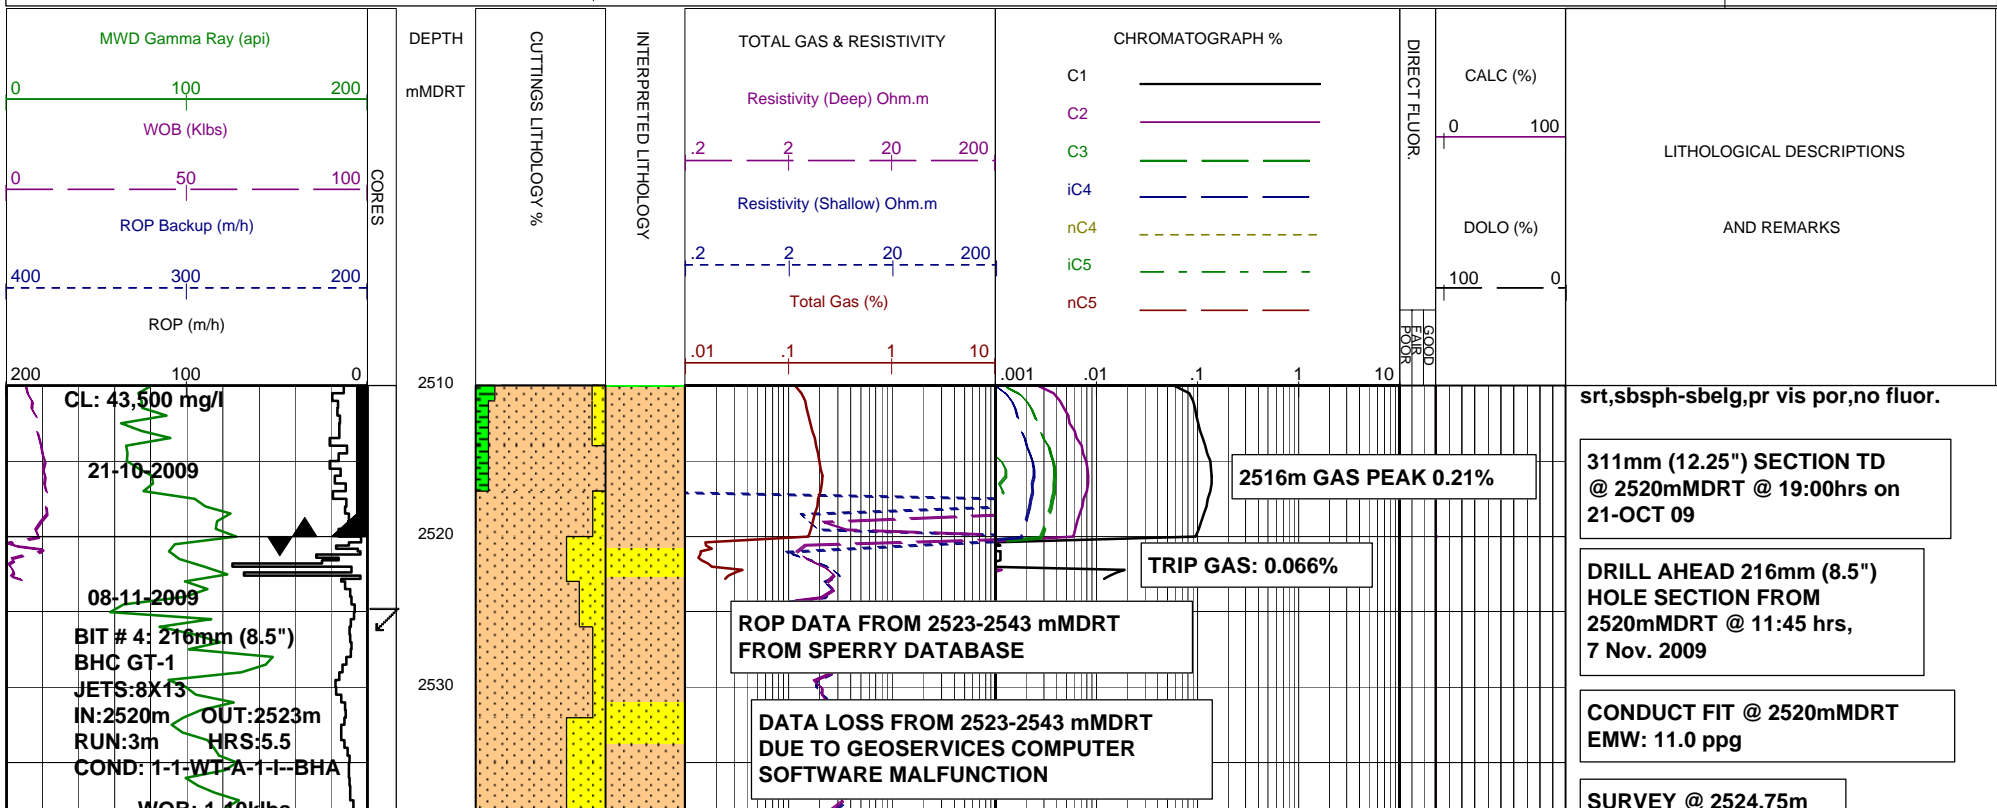 MWD Gamma Ray (api)
0 100 200
WOB (Klbs)
0 50 100
ROP Backup (m/h)
400 300 200
ROP (m/h)
200 100 0
CORES
DEPTH
mMDRT
CUTTINGS LITHOLOGY %
INTERPRETED LITHOLOGY
TOTAL GAS & RESISTIVITY
Resistivity (Deep) Ohm.m
.2 2 20 200
Resistivity (Shallow) Ohm.m
.2 2 20 200
Total Gas (%)
.01 .1 1 10
CHROMATOGRAPH %
C1
C2
C3
iC4
nC4
iC5
nC5
.001 .01 .1 1 10
DIRECT FLUOR.
POOR
FAIR
GOOD
CALC (%)
0 100
DOLO (%)
100 0
LITHOLOGICAL DESCRIPTIONS
AND REMARKS
2510
2520
2530
CL: 43,500 mg/l
21-10-2009
08-11-2009
BIT # 4: 216mm (8.5")
BHC GT-1
JETS:8X13
IN:2520m OUT:2523m
RUN:3m HRS:5.5
COND: 1-1-WT-A-1-I--BHA
WOB: 1-10klbs
2516m GAS PEAK 0.21%
TRIP GAS: 0.066%
ROP DATA FROM 2523-2543 mMDRT
FROM SPERRY DATABASE
DATA LOSS FROM 2523-2543 mMDRT
DUE TO GEOSERVICES COMPUTER
SOFTWARE MALFUNCTION
srt,sbsph-sbelg,pr vis por,no fluor.
311mm (12.25") SECTION TD
@ 2520mMDRT @ 19:00hrs on
21-OCT 09
DRILL AHEAD 216mm (8.5")
HOLE SECTION FROM
2520mMDRT @ 11:45 hrs,
7 Nov. 2009
CONDUCT FIT @ 2520mMDRT
EMW: 11.0 ppg
SURVEY @ 2524.75m